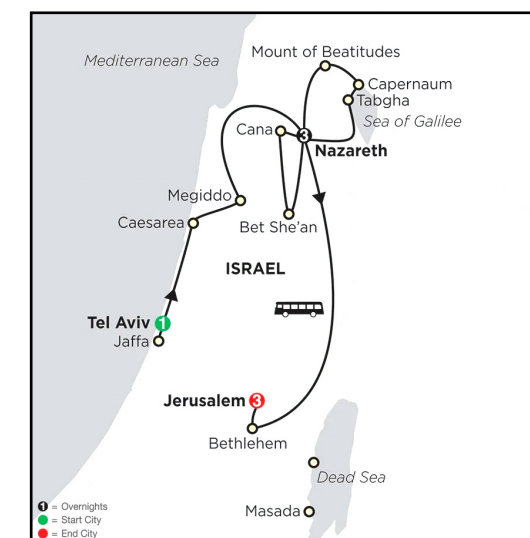 Mediterranean Sea
Mount of Beatitudes
Capernaum
Tabgha
Sea of Galilee
Cana
3
Nazareth
Megiddo
Caesarea
Bet She'an
ISRAEL
Tel Aviv 1
Jaffa
Jerusalem 3
Bethlehem
Dead Sea
Masada
1 = Overnights
= Start City
= End City